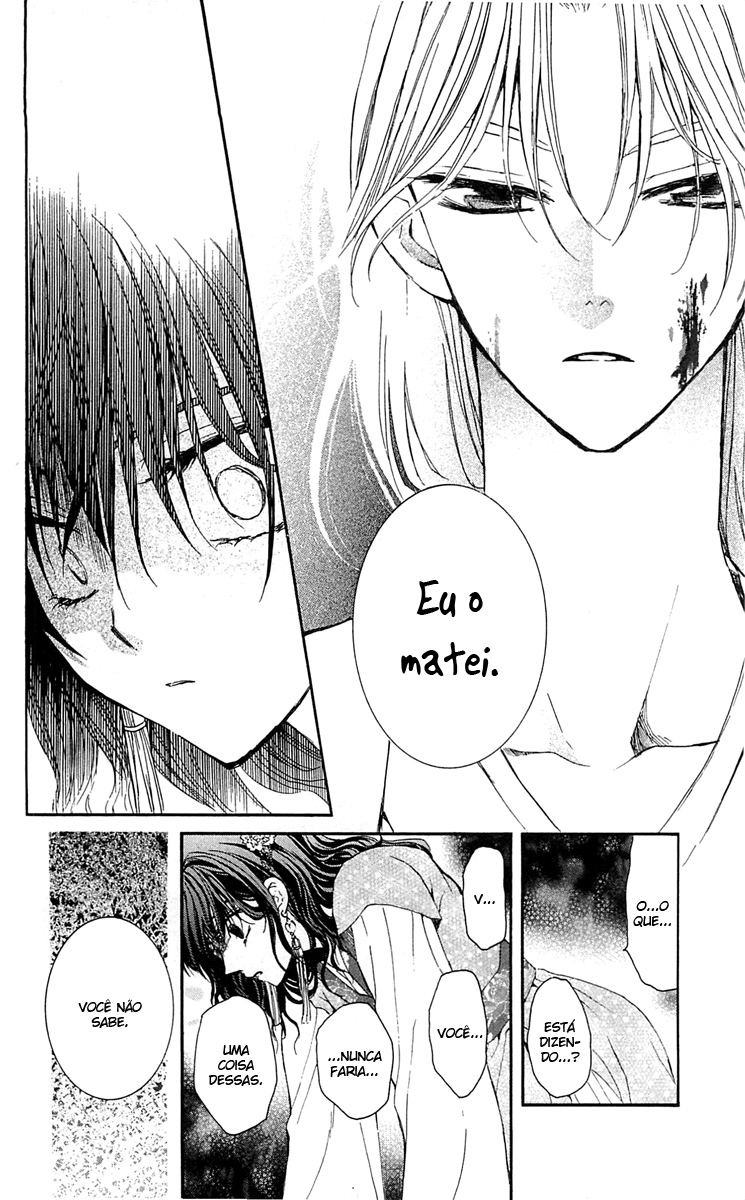 Eu o
matei.
O...O
QUE...
ESTÁ
DIZEN-
DO...?
V...
VOCÊ...
...NUNCA
FARIA...
UMA
COISA
DESSAS.
VOCÊ NÃO
SABE.